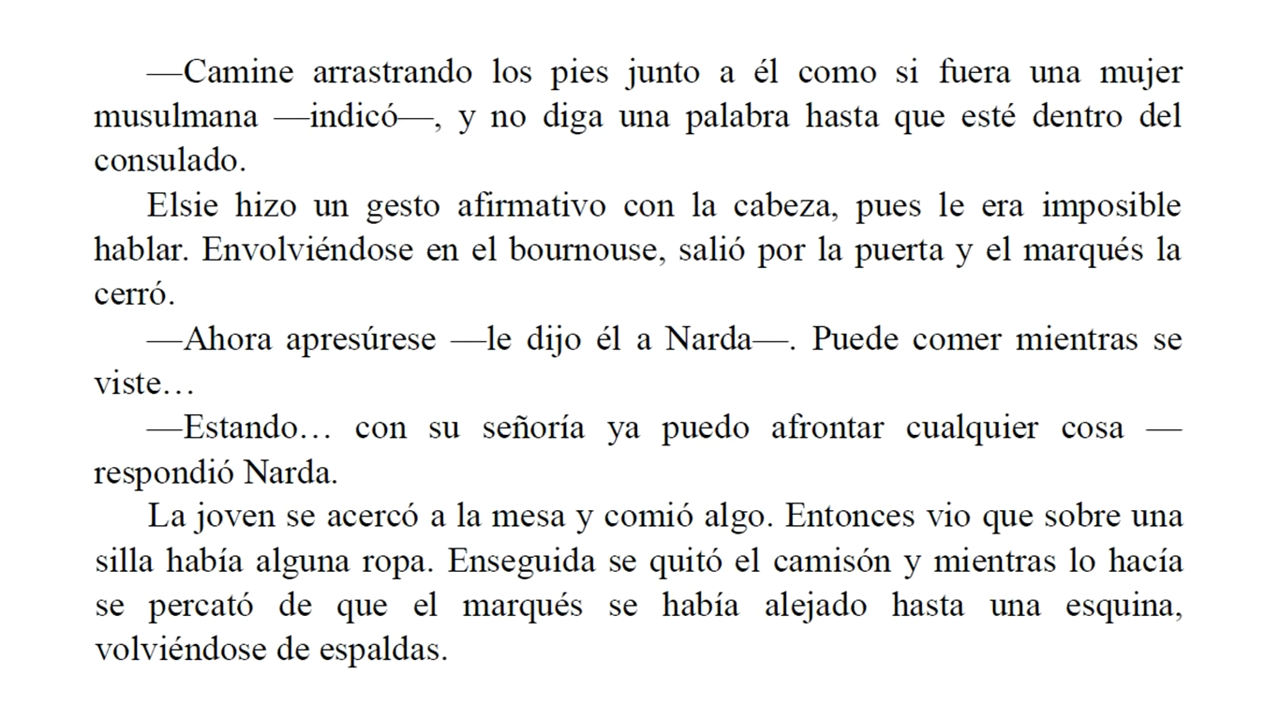 —Camine arrastrando los pies junto a él como si fuera una mujer
musulmana —indicó—, y no diga una palabra hasta que esté dentro del
consulado.
Elsie hizo un gesto afirmativo con la cabeza, pues le era imposible
hablar. Envolviéndose en el bournouse, salió por la puerta y el marqués la
cerró.
—Ahora apresúrese —le dijo él a Narda—. Puede comer mientras se
viste…
—Estando… con su señoría ya puedo afrontar cualquier cosa —
respondió Narda.
La joven se acercó a la mesa y comió algo. Entonces vio que sobre una
silla había alguna ropa. Enseguida se quitó el camisón y mientras lo hacía
se percató de que el marqués se había alejado hasta una esquina,
volviéndose de espaldas.